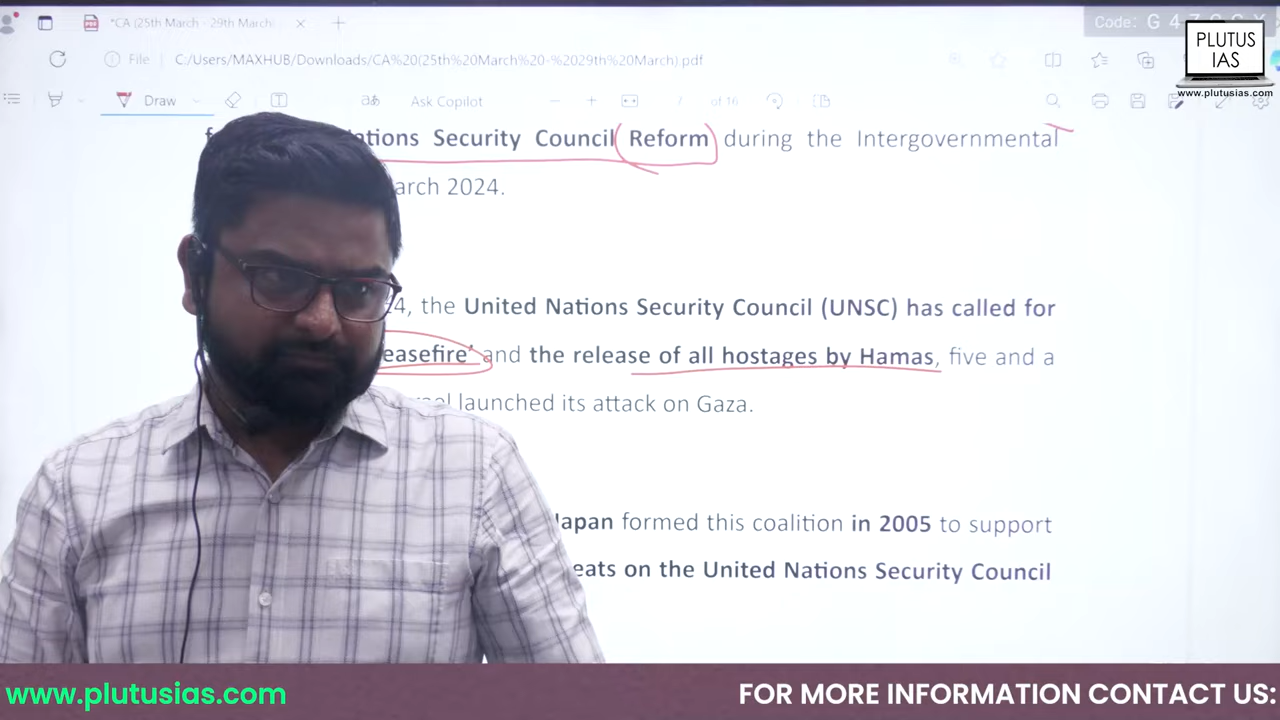 *CA (25th March - 29th March
Code: G 4 7
PLUTUS
IAS
www.plutusias.com
File
C:/Users/MAXHUB/Downloads/CA%20(25th%20March%20-%2029th%20March).pdf
Draw
Ask Copilot
7 of 16
Nations Security Council Reform during the Intergovernmental
arch 2024.
24, the United Nations Security Council (UNSC) has called for
easefire' and the release of all hostages by Hamas, five and a
launched its attack on Gaza.
Japan formed this coalition in 2005 to support
eats on the United Nations Security Council
www.plutusias.com
FOR MORE INFORMATION CONTACT US: